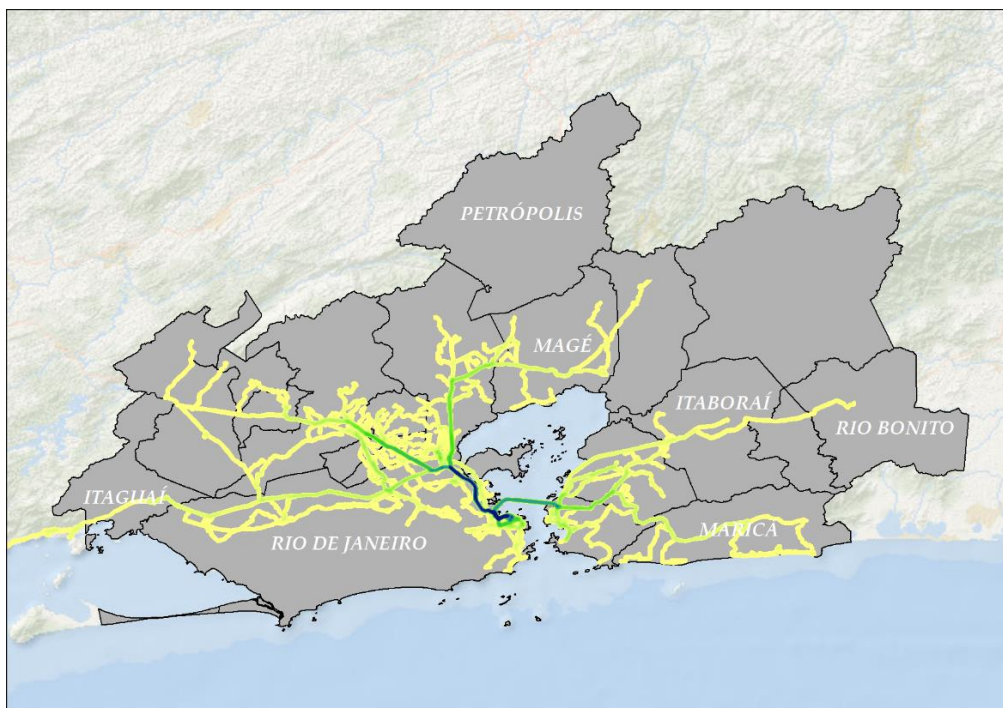 PETRÓPOLIS
MAGÉ
ITABORAÍ
RIO BONITO
ITAGUAÍ
RIO DE JANEIRO
MARICÁ